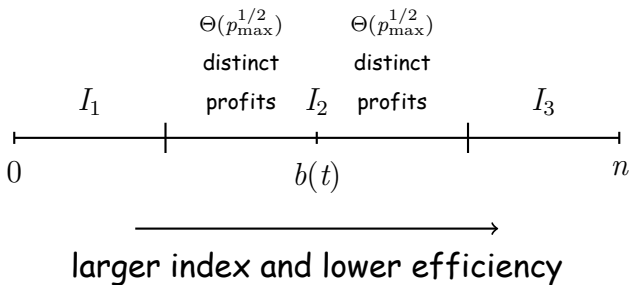 Θ(p_max^{1/2}) Θ(p_max^{1/2})
distinct distinct
profits profits
I_1 I_2 I_3
0 b(t) n
larger index and lower efficiency